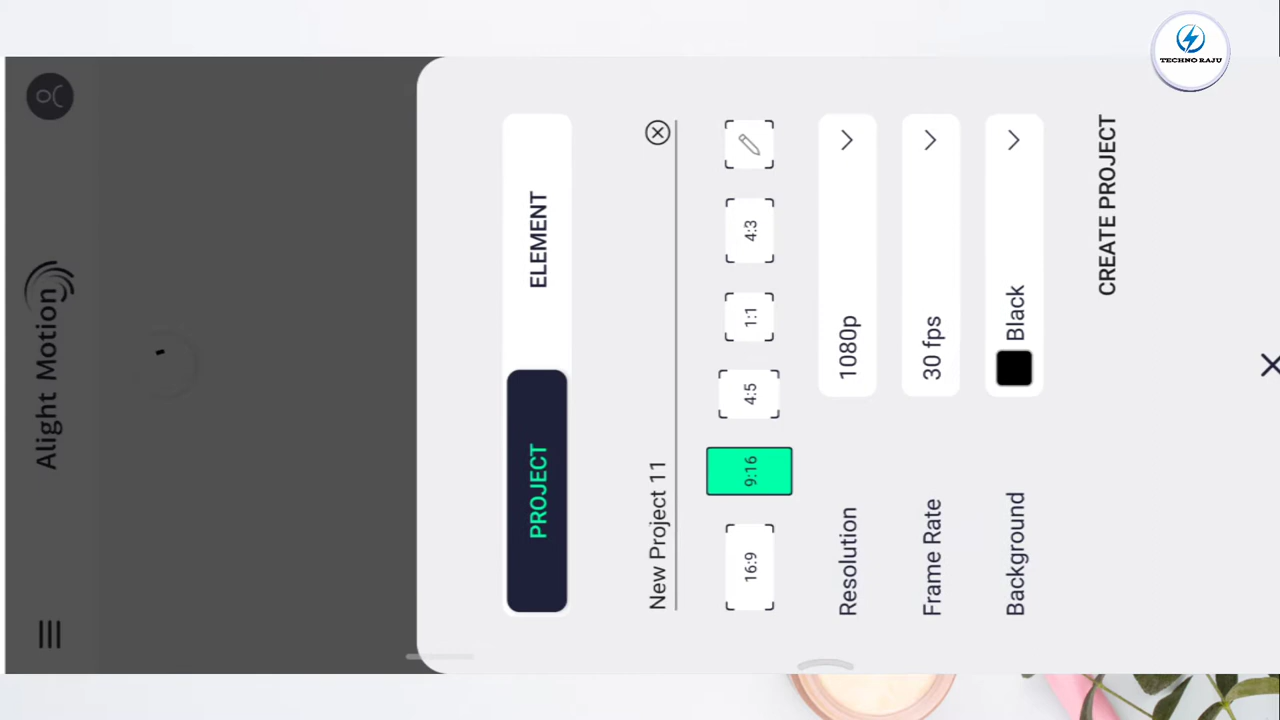 TECHNO RAJU
Alight Motion
PROJECT
ELEMENT
New Project 11
16:9
9:16
4:5
1:1
4:3
Resolution
1080p
Frame Rate
30 fps
Background
Black
CREATE PROJECT